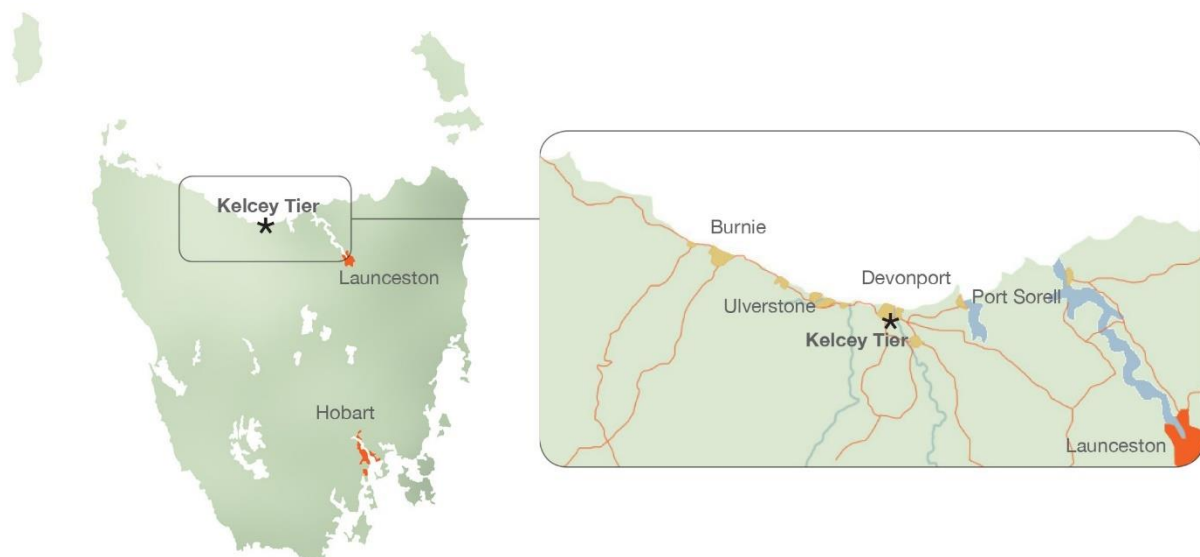 Kelcey Tier
*
Launceston
Hobart
Burnie
Devonport
Ulverstone
Port Sorell
*
Kelcey Tier
Launceston